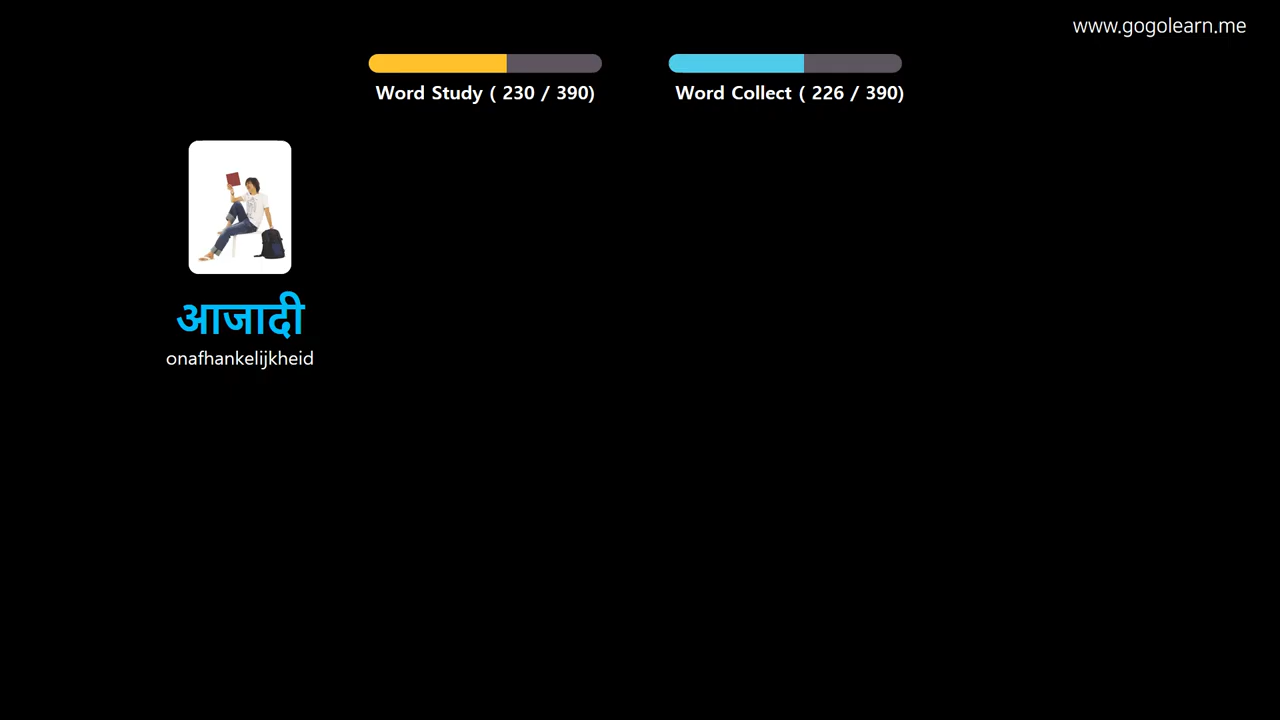 www.gogolearn.me
Word Study ( 230 / 390)
Word Collect ( 226 / 390)
आजादी
onafhankelijkheid